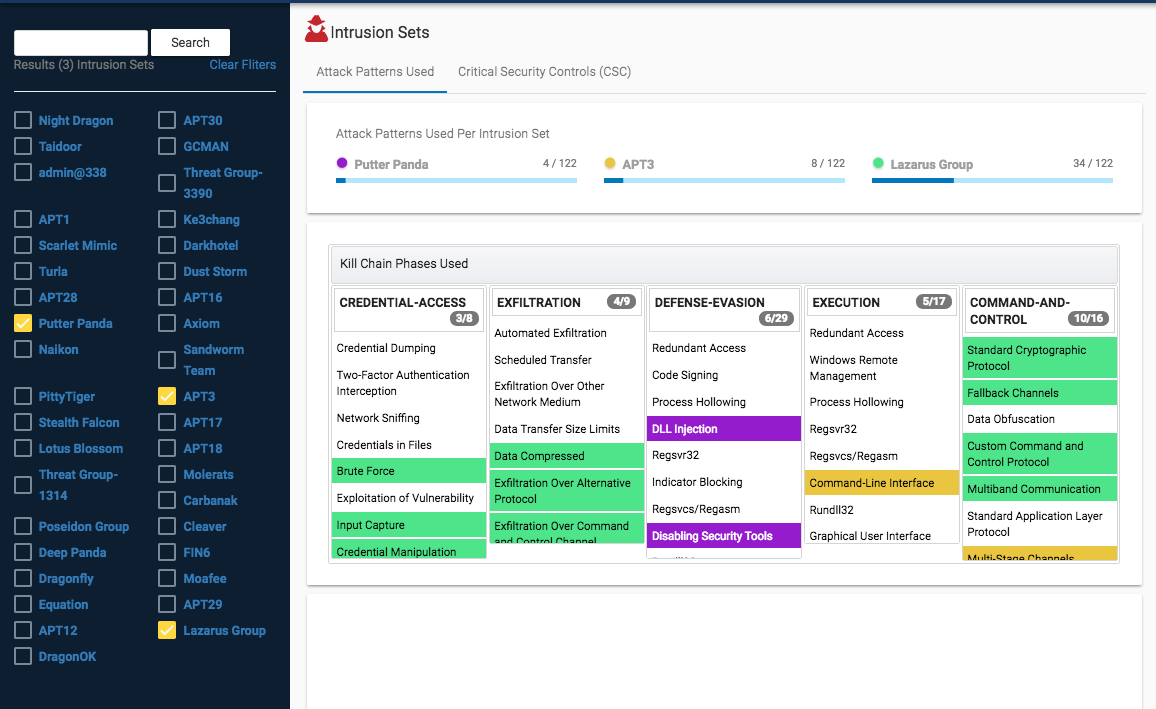 Search
Results (3) Intrusion Sets
Clear Fliters
Night Dragon
APT30
Taidoor
GCMAN
admin@338
Threat Group-
3390
APT1
Ke3chang
Scarlet Mimic
Darkhotel
Turla
Dust Storm
APT28
APT16
Putter Panda
Axiom
Naikon
Sandworm
Team
PittyTiger
APT3
Stealth Falcon
APT17
Lotus Blossom
APT18
Threat Group-
1314
Molerats
Carbanak
Poseidon Group
Cleaver
Deep Panda
FIN6
Dragonfly
Moafee
Equation
APT29
APT12
Lazarus Group
DragonOK
Intrusion Sets
Attack Patterns Used
Critical Security Controls (CSC)
Attack Patterns Used Per Intrusion Set
Putter Panda 4 / 122
APT3 8 / 122
Lazarus Group 34 / 122
Kill Chain Phases Used
CREDENTIAL-ACCESS
3/8
Credential Dumping
Two-Factor Authentication
Interception
Network Sniffing
Credentials in Files
Brute Force
Exploitation of Vulnerability
Input Capture
Credential Manipulation
EXFILTRATION 4/9
Automated Exfiltration
Scheduled Transfer
Exfiltration Over Other
Network Medium
Data Transfer Size Limits
Data Compressed
Exfiltration Over Alternative
Protocol
Exfiltration Over Command
and Control Channel
DEFENSE-EVASION
6/29
Redundant Access
Code Signing
Process Hollowing
DLL Injection
Regsvr32
Indicator Blocking
Regsvcs/Regasm
Disabling Security Tools
EXECUTION 5/17
Redundant Access
Windows Remote
Management
Process Hollowing
Regsvr32
Regsvcs/Regasm
Command-Line Interface
Rundll32
Graphical User Interface
COMMAND-AND-
CONTROL 10/16
Standard Cryptographic
Protocol
Fallback Channels
Data Obfuscation
Custom Command and
Control Protocol
Multiband Communication
Standard Application Layer
Protocol
Multi-Stage Channels